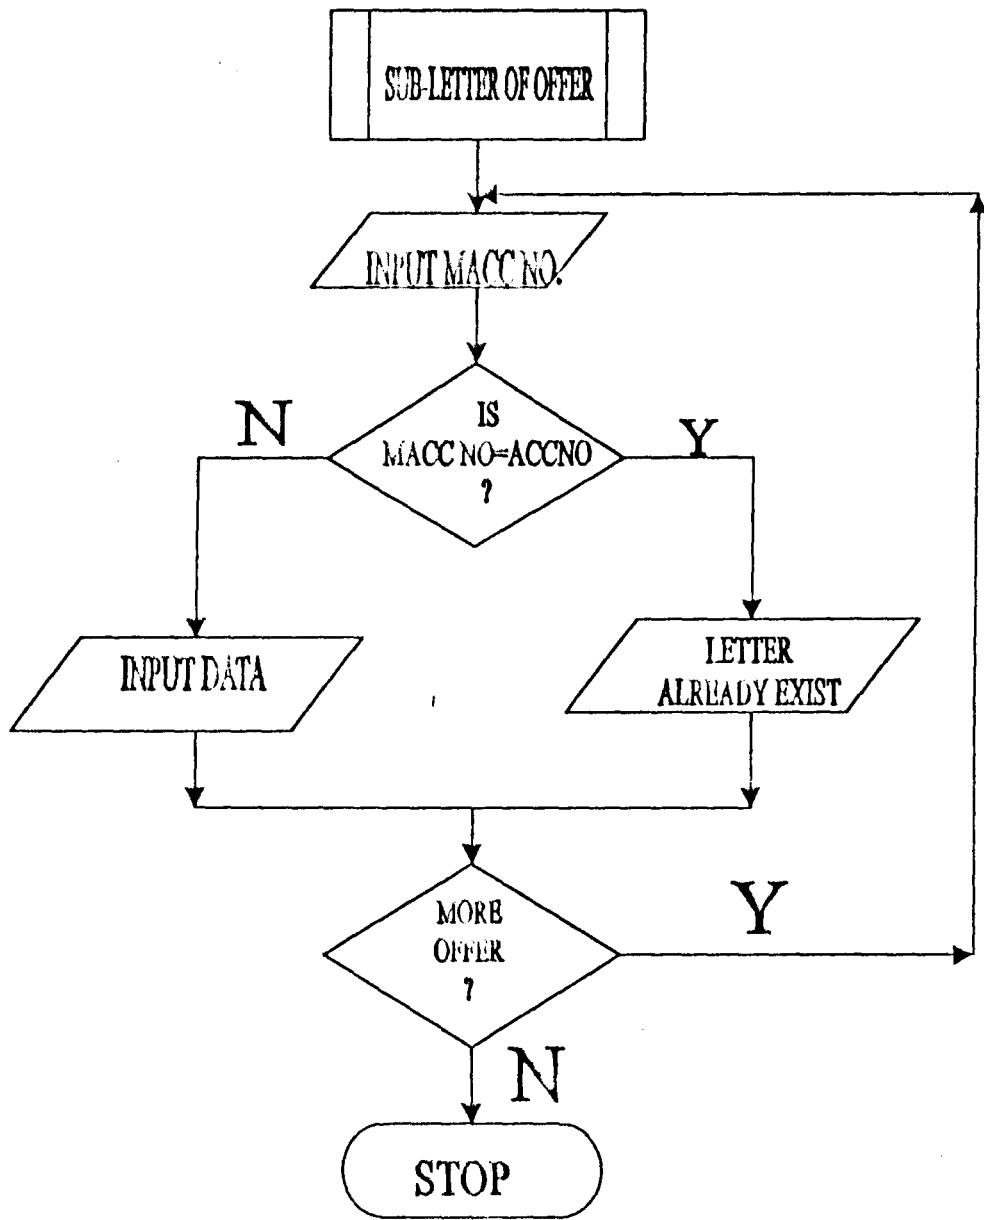 SUB-LETTER OF OFFER
INPUT MACC NO.
N
IS
MACC NO=ACCNO
?
Y
INPUT DATA
LETTER
ALREADY EXIST
MORE
OFFER
?
Y
N
STOP